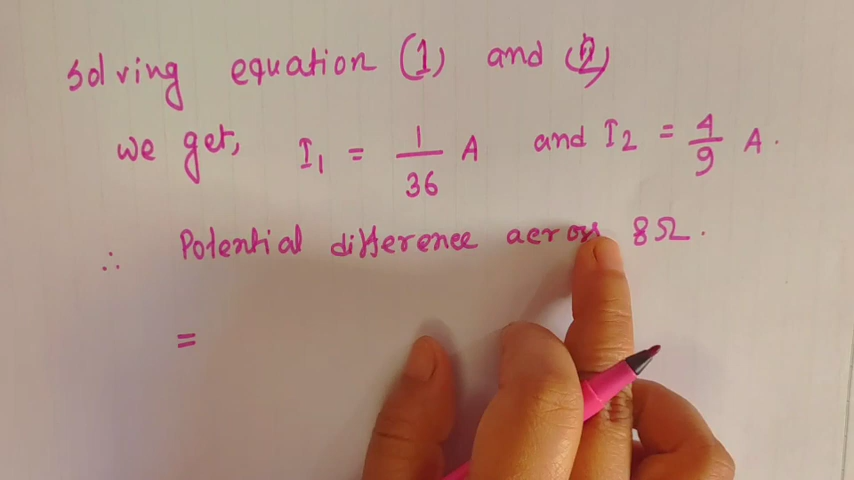 solving equation (1) and (2)
we get, I₁ = 1/36 A and I₂ = 4/9 A.
∴ Potential difference across 8Ω.
=